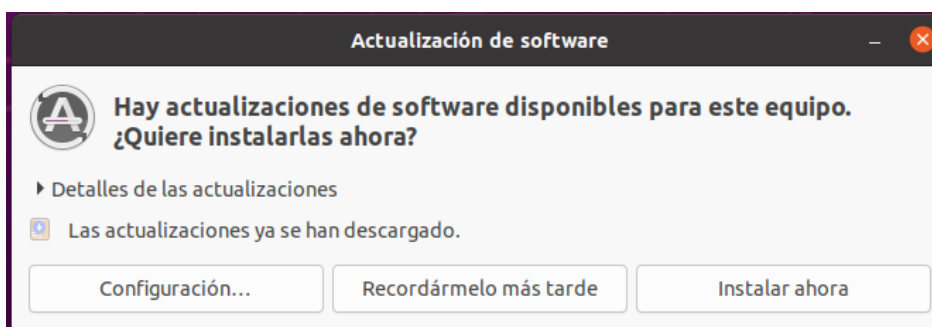 Actualización de software
Hay actualizaciones de software disponibles para este equipo.
¿Quiere instalarlas ahora?
Detalles de las actualizaciones
Las actualizaciones ya se han descargado.
Configuración...
Recordármelo más tarde
Instalar ahora